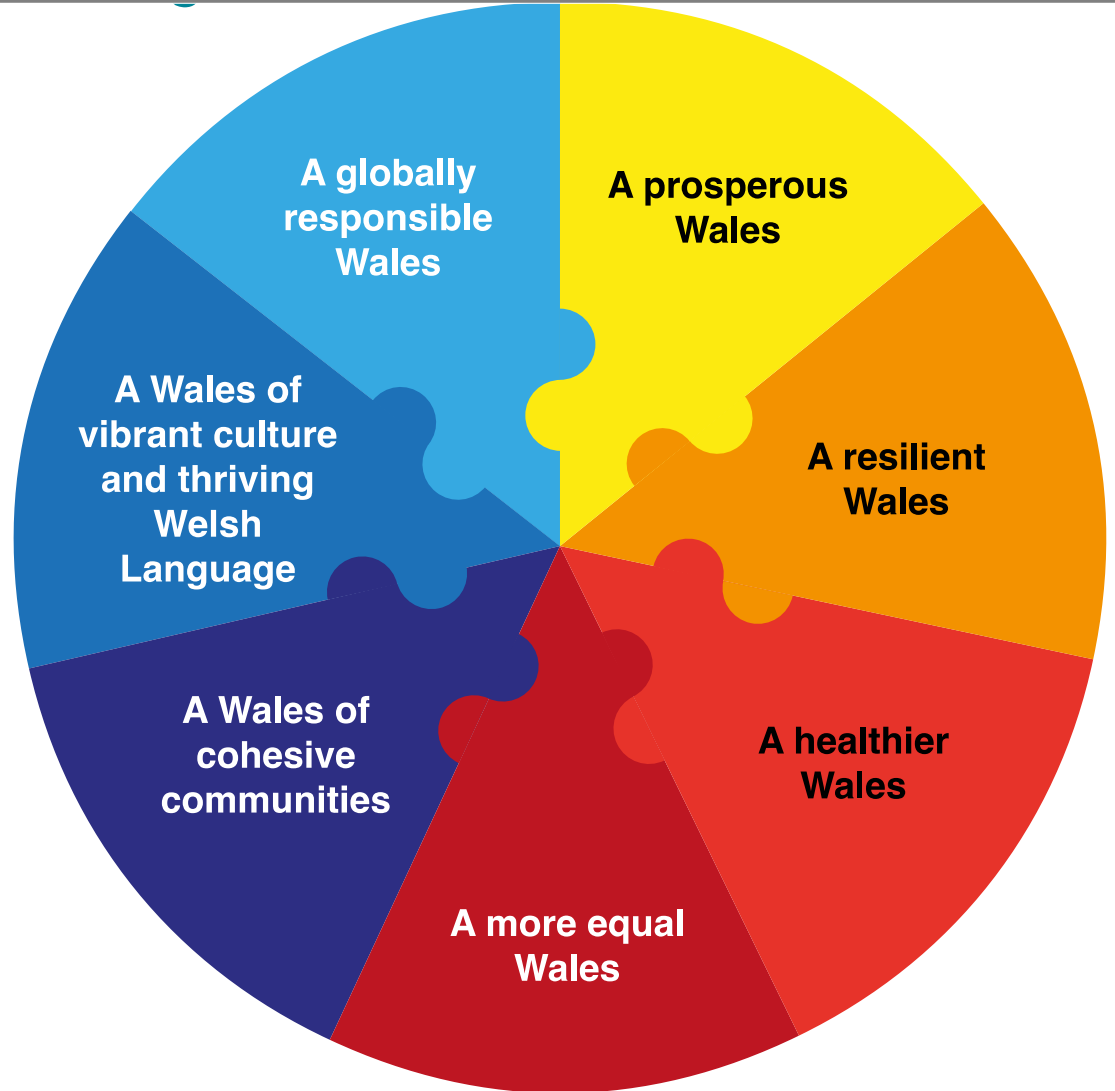 A globally
responsible
Wales
A prosperous
Wales
A resilient
Wales
A healthier
Wales
A more equal
Wales
A Wales of
cohesive
communities
A Wales of
vibrant culture
and thriving
Welsh
Language